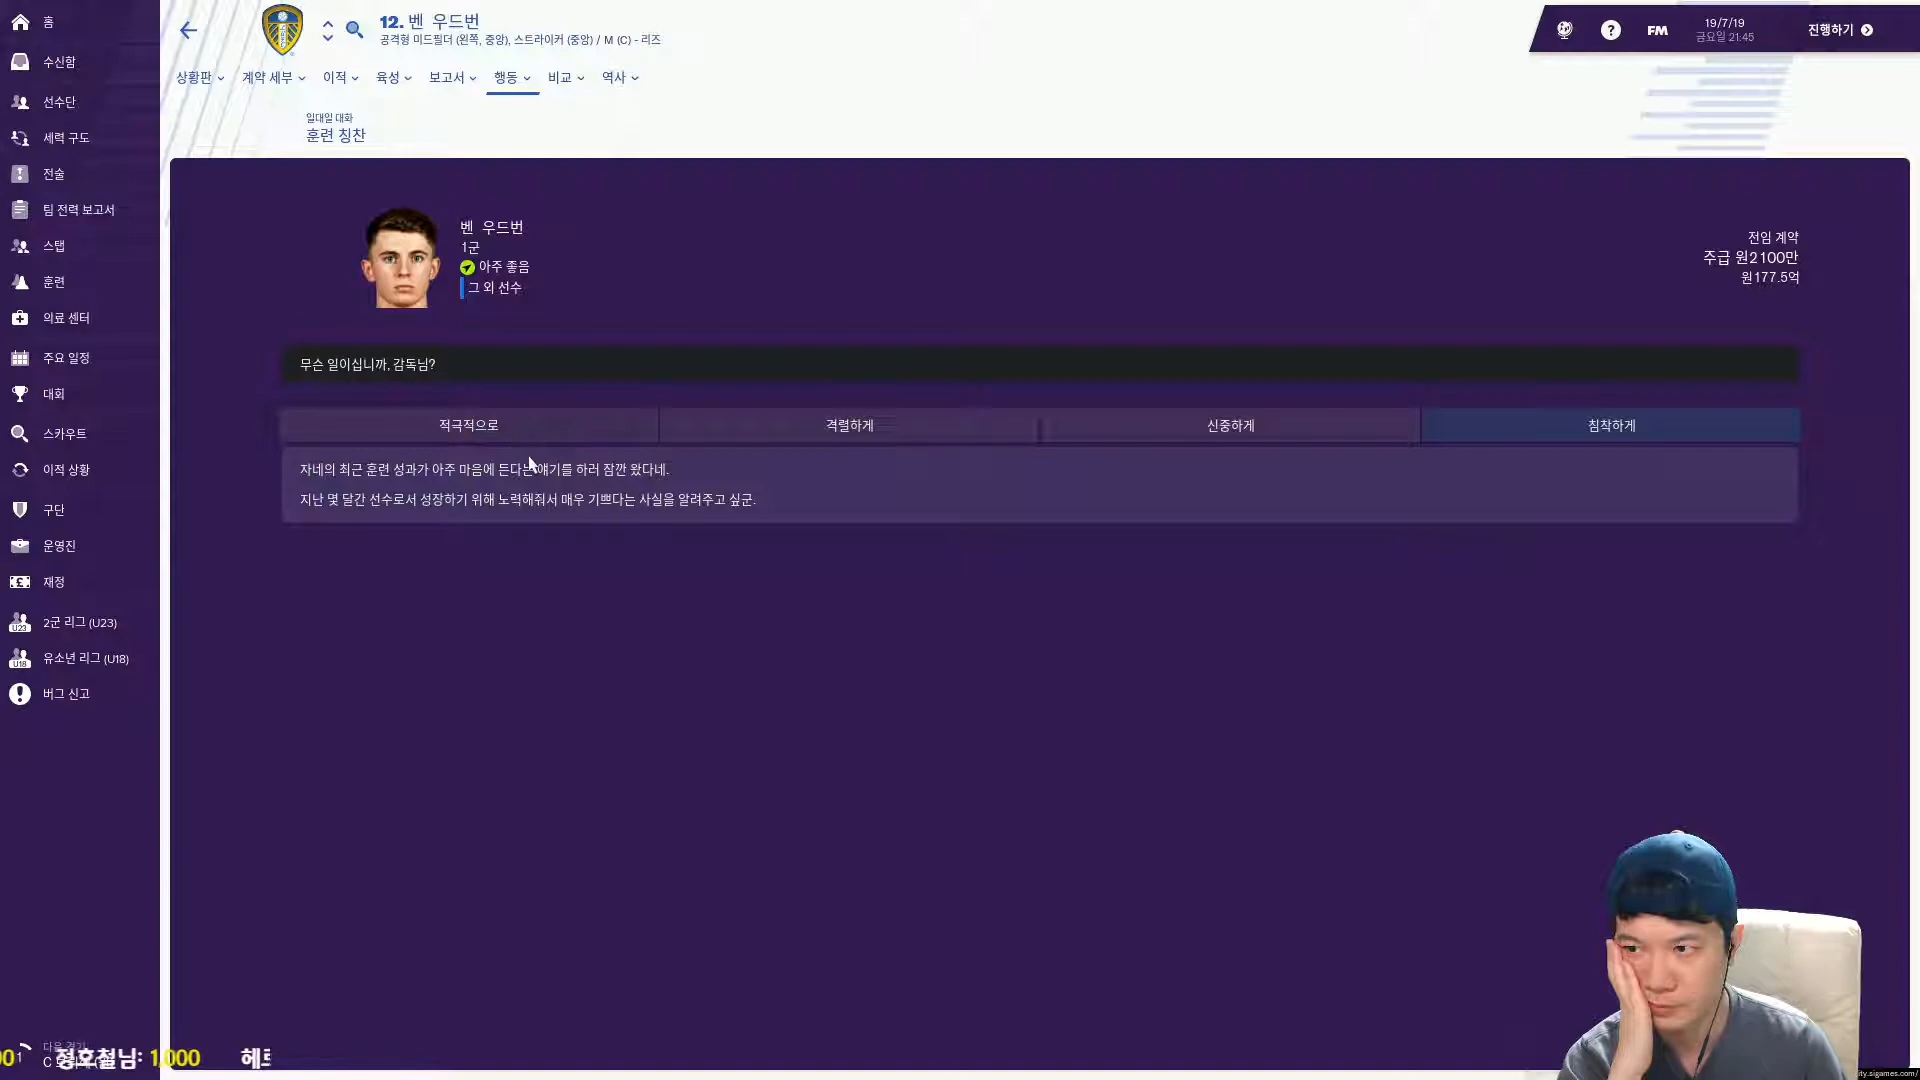 홈
수신함
선수단
세력 구도
전술
팀 전력 보고서
스탭
훈련
의료 센터
주요 일정
대회
스카우트
이적 상황
구단
운영진
재정
2군 리그 (U23)
유소년 리그 (U18)
버그 신고
12. 벤 우드번
공격형 미드필더 (왼쪽, 중앙), 스트라이커 (중앙) / M (C) - 리즈
FM
19/7/19
금요일 21:45
진행하기
상황판
계약 세부
이적
육성
보고서
행동
비교
역사
일대일 대화
훈련 칭찬
벤 우드번
1군
아주 좋음
그 외 선수
전임 계약
주급 원2100만
원177.5억
무슨 일이십니까, 감독님?
적극적으로
격렬하게
신중하게
침착하게
자네의 최근 훈련 성과가 아주 마음에 든다는 얘기를 하러 잠깐 왔다네.
지난 몇 달간 선수로서 성장하기 위해 노력해줘서 매우 기쁘다는 사실을 알려주고 싶군.
다음 경기
정호철님: 1,000